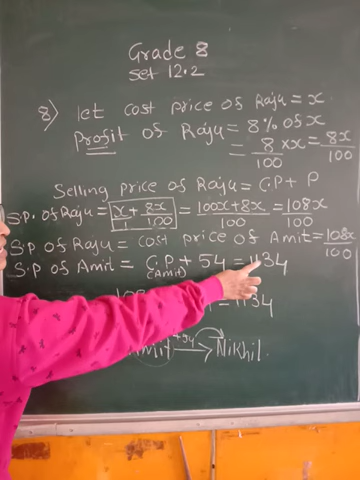 Grade 8
set 12.2
8) let cost price of Raju = x
Profit of Raju = 8% of x
= 8/100 × x = 8x/100
Selling price of Raju = C.P + P
S.P. of Raju = x/1 + 8x/100 = 100x+8x/100 = 108x/100
S.P of Raju = cost price of Amit = 108x/100
S.P of Amit = C.P + 54 = 1134
(Amit)
= 1134
Amit +54 → Nikhil.